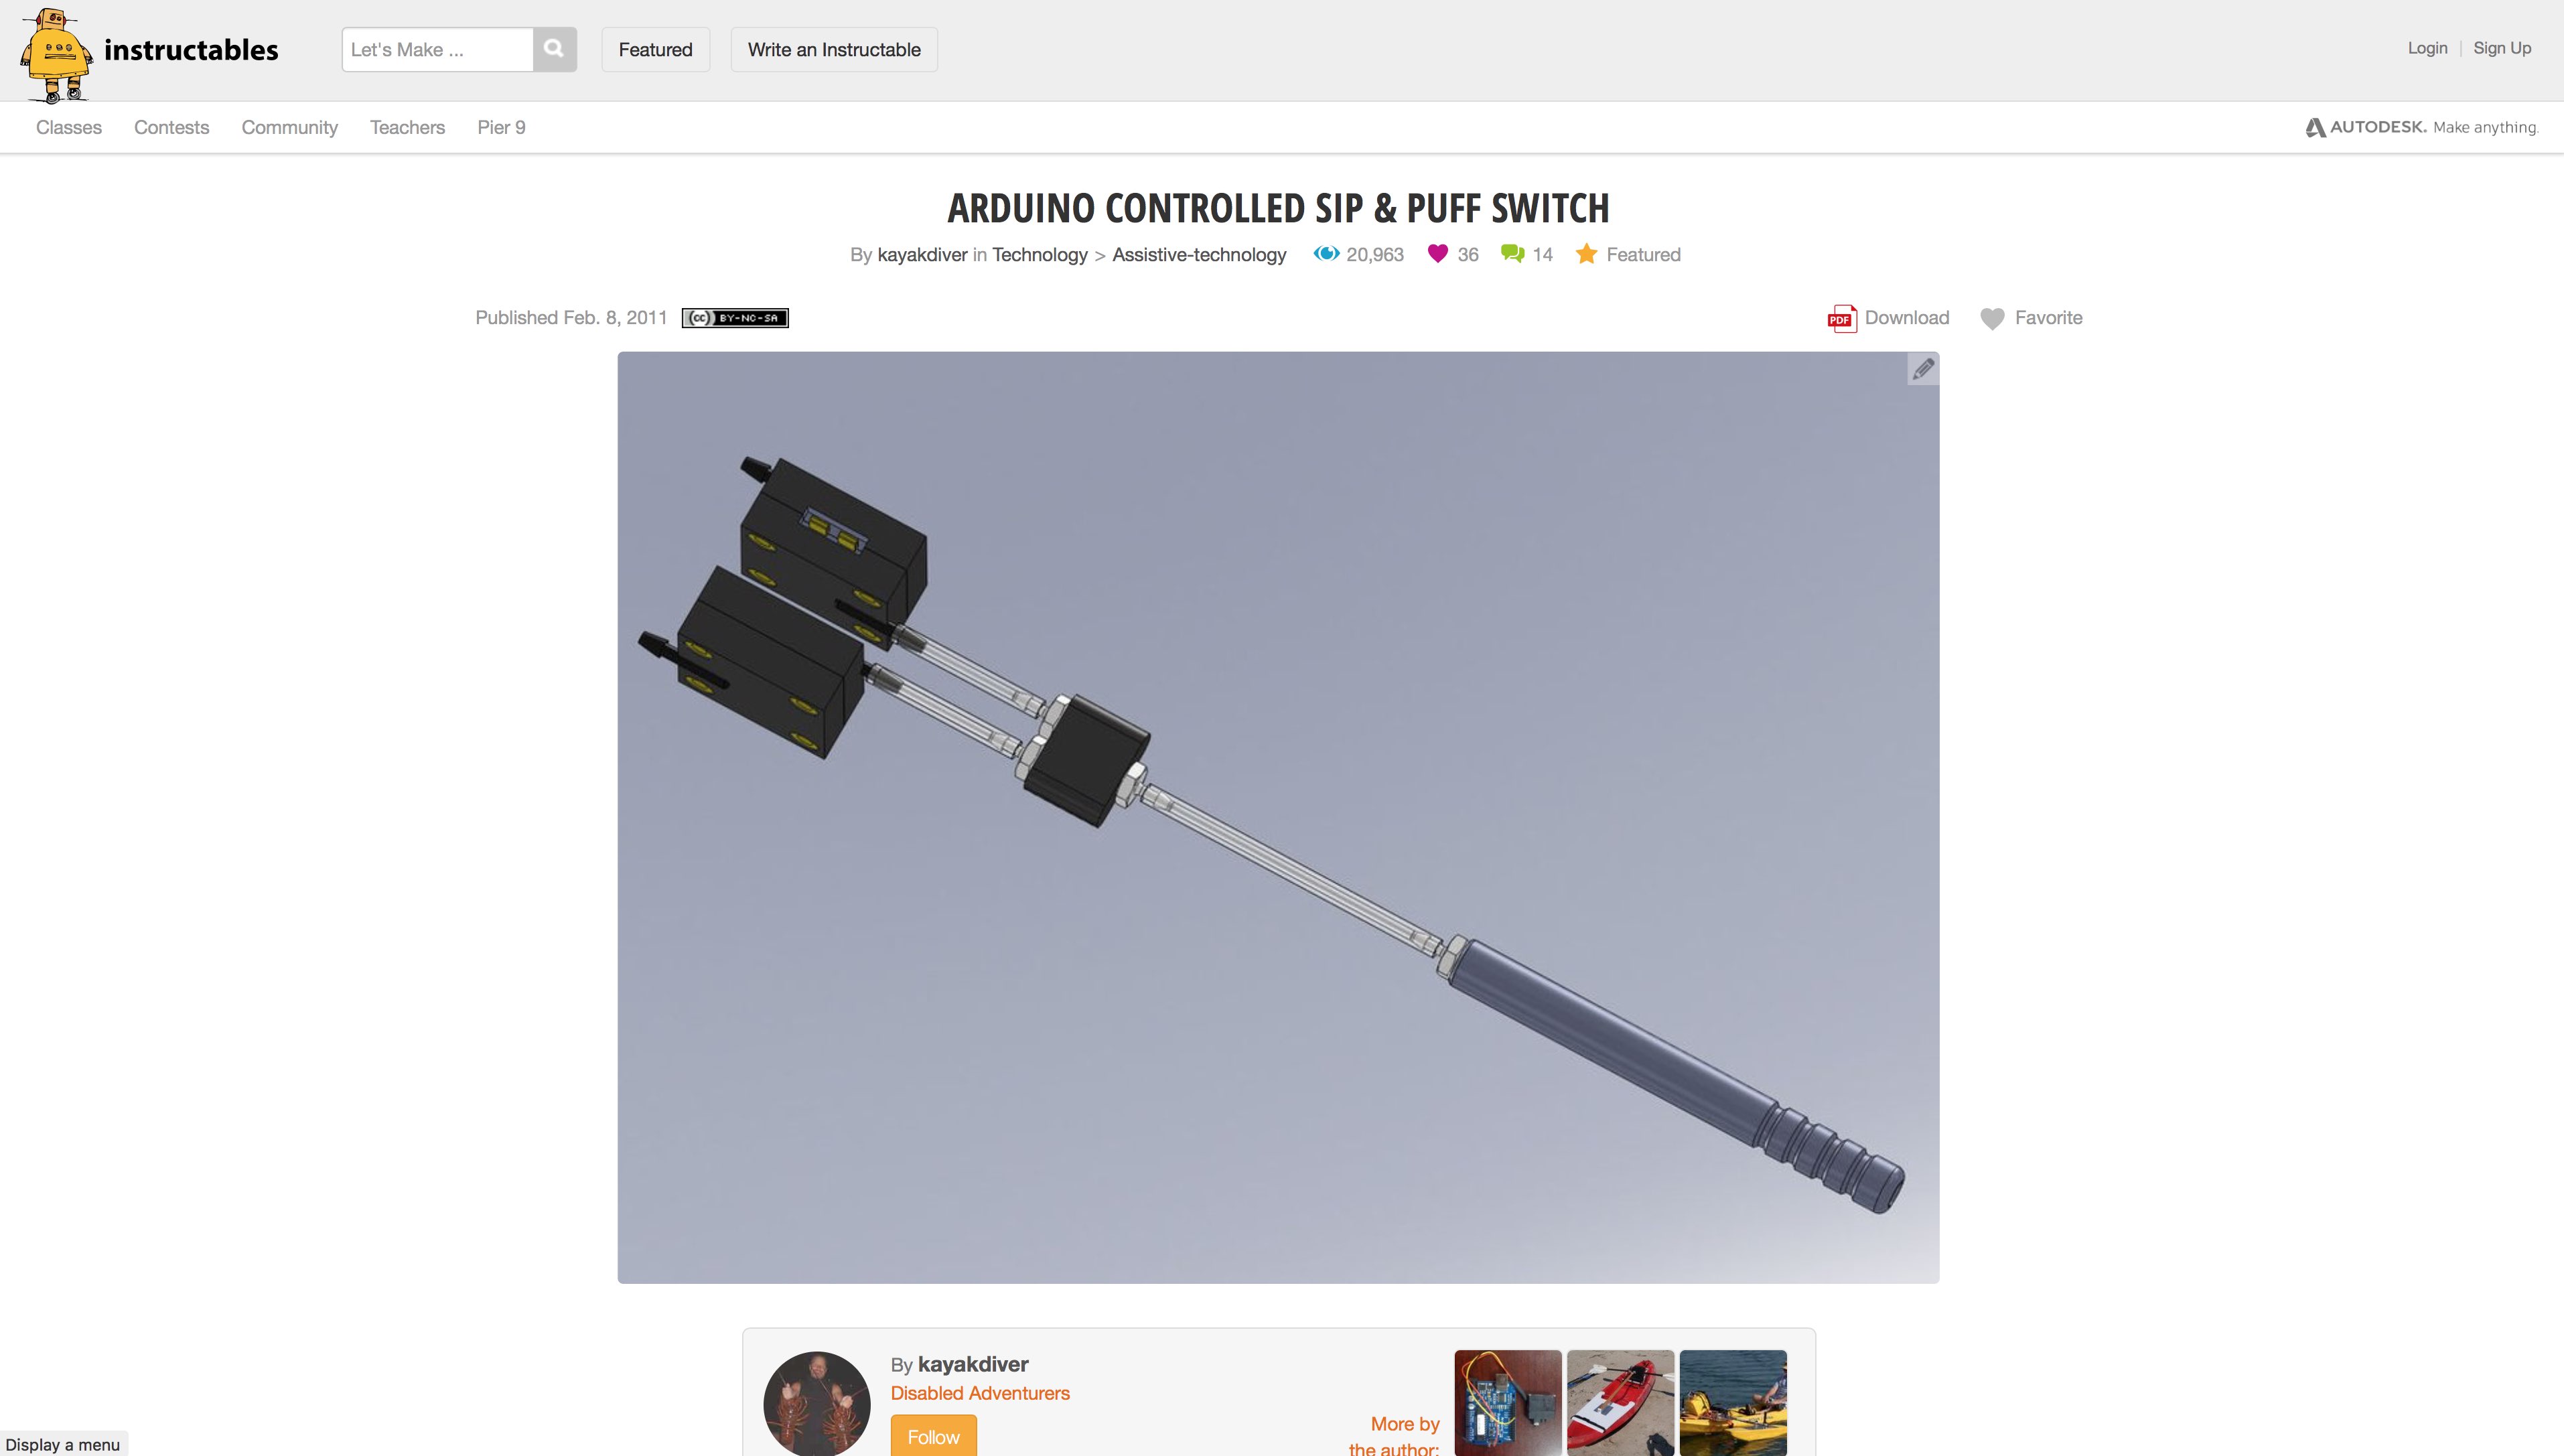 instructables
Let's Make ...
Featured
Write an Instructable
Login | Sign Up
Classes
Contests
Community
Teachers
Pier 9
AUTODESK. Make anything.
ARDUINO CONTROLLED SIP & PUFF SWITCH
By kayakdiver in Technology > Assistive-technology 20,963 36 14 Featured
Published Feb. 8, 2011 (cc) BY-NC-SA
PDF Download Favorite
By kayakdiver
Disabled Adventurers
Follow
More by
the author:
Display a menu